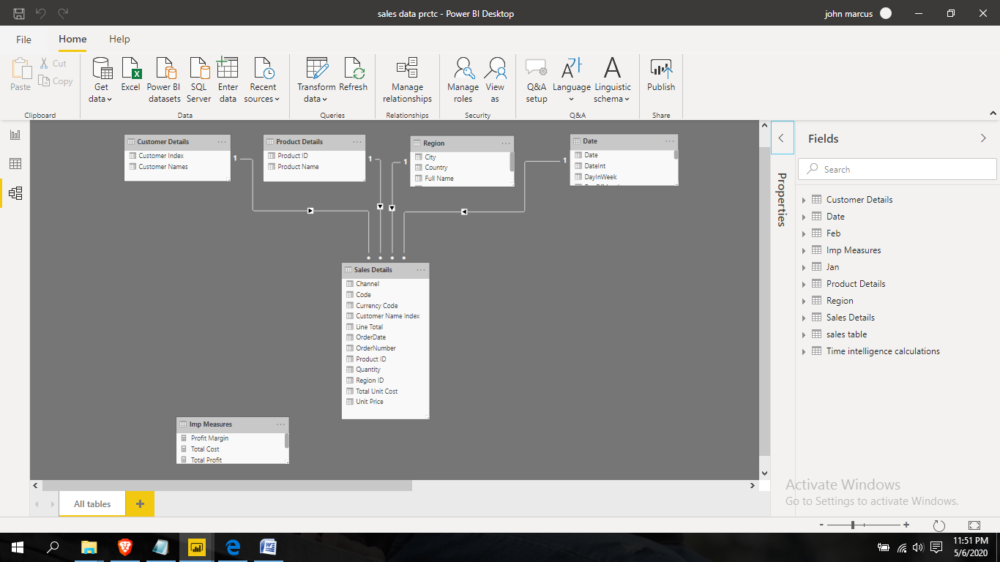 sales data prctc - Power BI Desktop
john marcus
File
Home
Help
Paste
Cut
Copy
Clipboard
Get data
Excel
Power BI datasets
SQL Server
Enter data
Recent sources
Data
Transform data
Refresh
Queries
Manage relationships
Relationships
Manage roles
View as
Security
Q&A setup
Language
Linguistic schema
Q&A
Publish
Share
Customer Details
Customer Index
Customer Names
1
Product Details
Product ID
Product Name
1
Region
City
Country
Full Name
1
Date
Date
DateInt
DayInWeek
1
Sales Details
Channel
Code
Currency Code
Customer Name Index
Line Total
OrderDate
OrderNumber
Product ID
Quantity
Region ID
Total Unit Cost
Unit Price
Imp Measures
Profit Margin
Total Cost
Total Profit
Properties
Fields
Search
Customer Details
Date
Feb
Imp Measures
Jan
Product Details
Region
Sales Details
sales table
Time intelligence calculations
Activate Windows
Go to Settings to activate Windows.
All tables
11:51 PM
5/6/2020